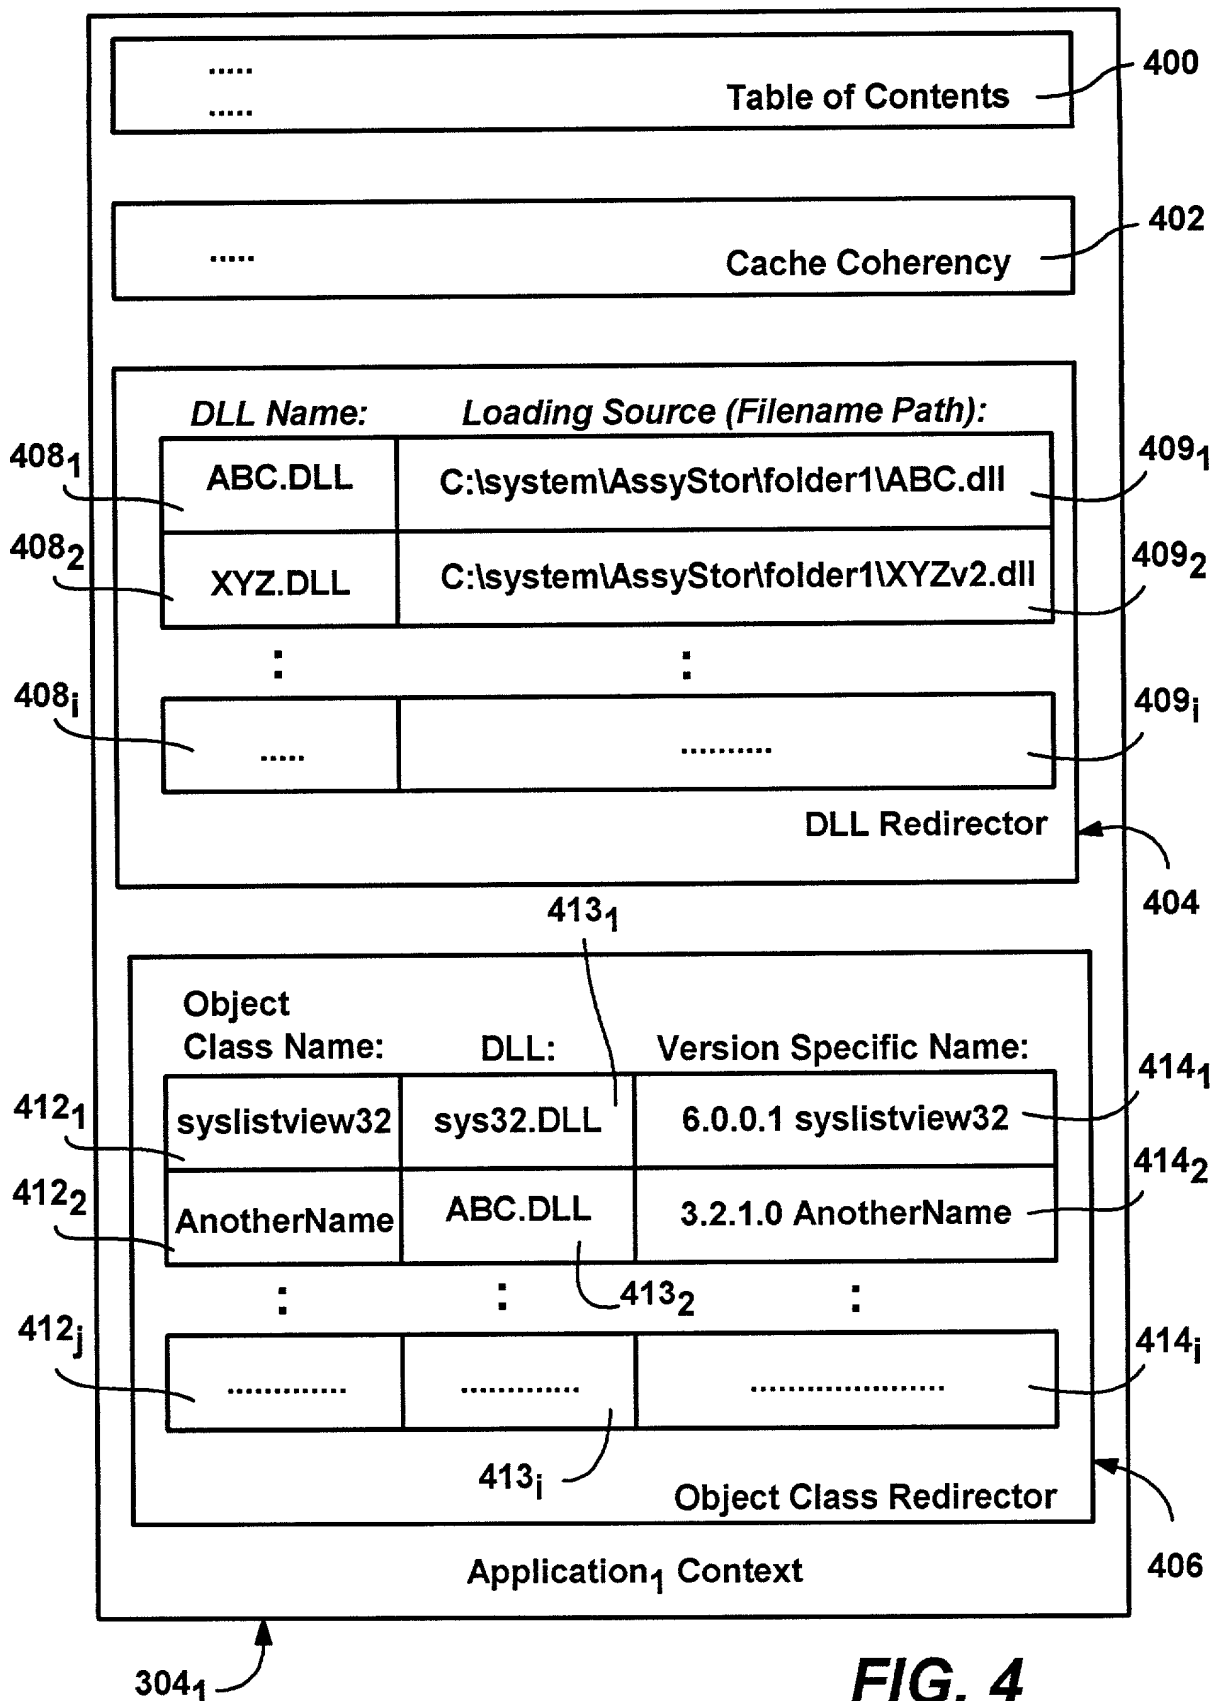 .....
.....
Table of Contents
400
.....
Cache Coherency
402
DLL Name: Loading Source (Filename Path):
408₁ ABC.DLL C:\system\AssyStor\folder1\ABC.dll 409₁
408₂ XYZ.DLL C:\system\AssyStor\folder1\XYZv2.dll 409₂
: :
408ᵢ ..... .......... 409ᵢ
DLL Redirector
404
413₁
Object
Class Name: DLL: Version Specific Name:
412₁ syslistview32 sys32.DLL 6.0.0.1 syslistview32 414₁
412₂ AnotherName ABC.DLL 3.2.1.0 AnotherName 414₂
: : :
413₂
412ⱼ ............. ............. ..................... 414ᵢ
413ᵢ
Object Class Redirector
406
Application₁ Context
304₁
FIG. 4